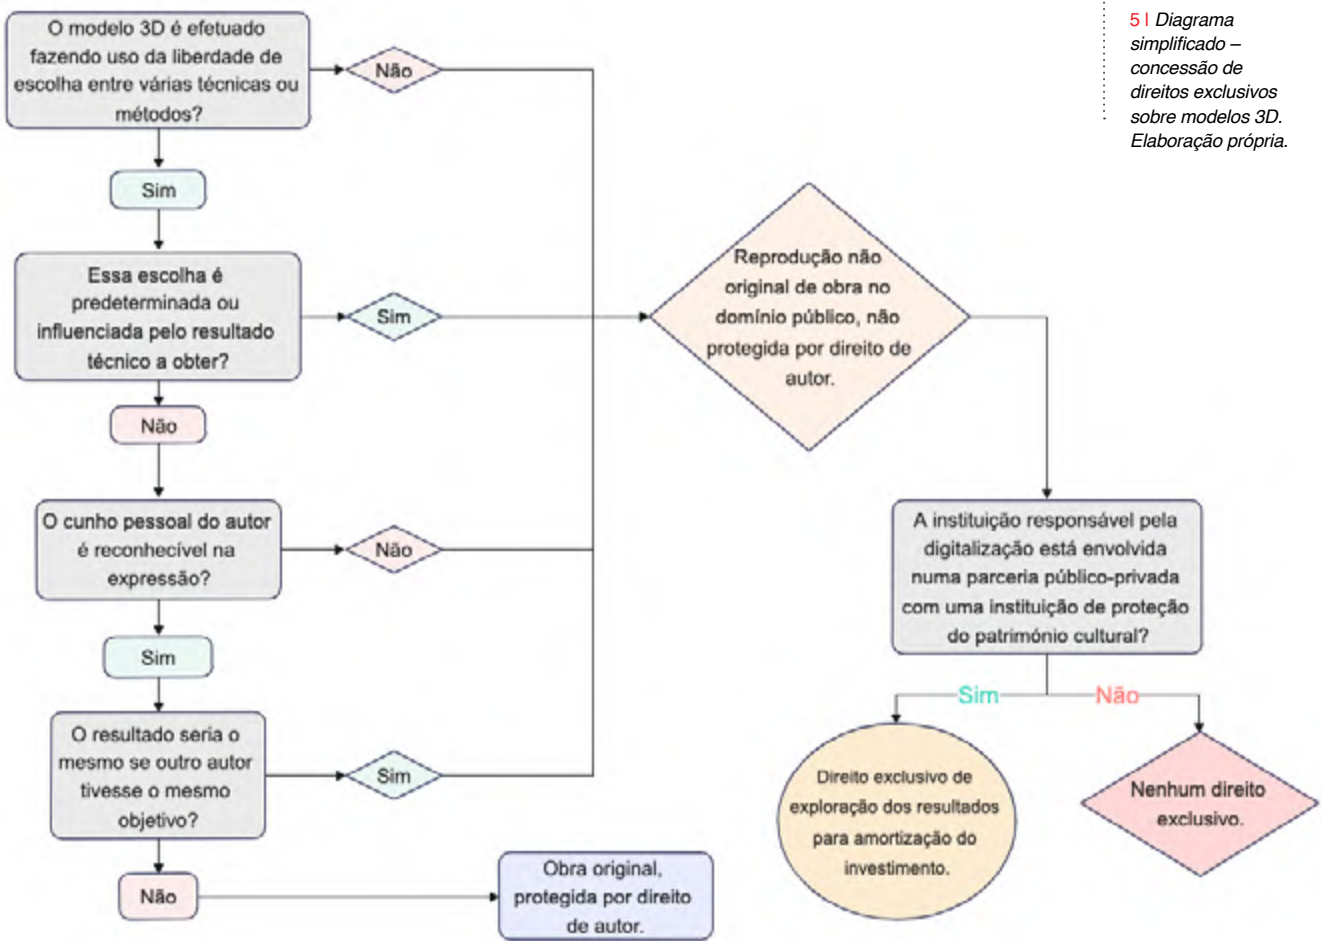 O modelo 3D é efetuado
fazendo uso da liberdade de
escolha entre várias técnicas ou
métodos?
Não
Sim
Essa escolha é
predeterminada ou
influenciada pelo resultado
técnico a obter?
Sim
Não
O cunho pessoal do autor
é reconhecível na
expressão?
Não
Sim
O resultado seria o
mesmo se outro autor
tivesse o mesmo
objetivo?
Sim
Não
Obra original,
protegida por direito
de autor.
Reprodução não
original de obra no
domínio público, não
protegida por direito de
autor.
A instituição responsável pela
digitalização está envolvida
numa parceria público-privada
com uma instituição de proteção
do património cultural?
Sim
Não
Direito exclusivo de
exploração dos resultados
para amortização do
investimento.
Nenhum direito
exclusivo.
5 | Diagrama
simplificado –
concessão de
direitos exclusivos
sobre modelos 3D.
Elaboração própria.